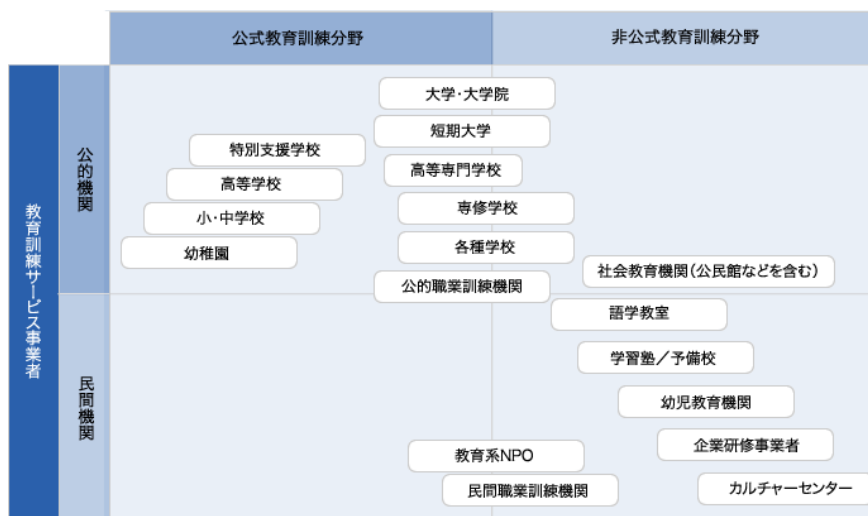 公式教育訓練分野
非公式教育訓練分野
教育訓練サービス事業者
公的機関
大学・大学院
短期大学
特別支援学校
高等専門学校
高等学校
専修学校
小・中学校
各種学校
幼稚園
社会教育機関(公民館などを含む)
公的職業訓練機関
民間機関
語学教室
学習塾/予備校
幼児教育機関
企業研修事業者
教育系NPO
カルチャーセンター
民間職業訓練機関